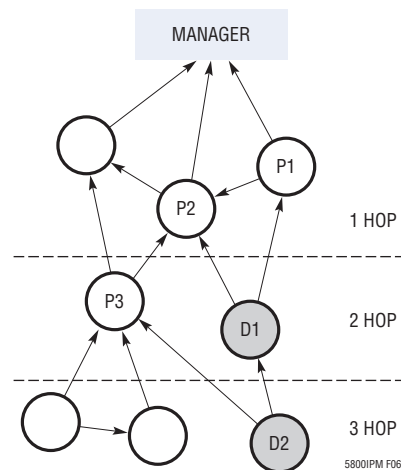 MANAGER
P1
P2
1 HOP
P3
D1
2 HOP
D2
3 HOP
5800IPM F06